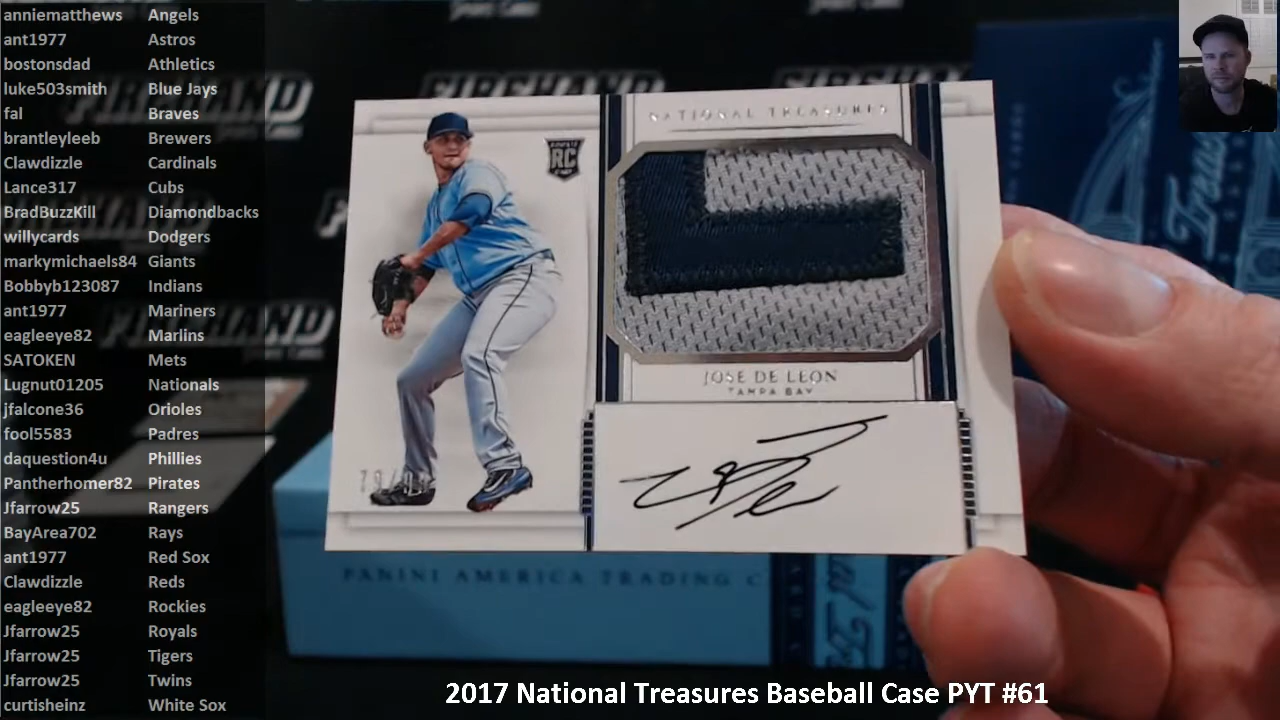 anniematthews Angels
ant1977 Astros
bostonsdad Athletics
luke503smith Blue Jays
fal Braves
brantleyleeb Brewers
Clawdizzle Cardinals
Lance317 Cubs
BradBuzzKill Diamondbacks
willycards Dodgers
markymichaels84 Giants
Bobbyb123087 Indians
ant1977 Mariners
eagleeye82 Marlins
SATOKEN Mets
Lugnut01205 Nationals
jfalcone36 Orioles
fool5583 Padres
daquestion4u Phillies
Pantherhomer82 Pirates
Jfarrow25 Rangers
BayArea702 Rays
ant1977 Red Sox
Clawdizzle Reds
eagleeye82 Rockies
Jfarrow25 Royals
Jfarrow25 Tigers
Jfarrow25 Twins
curtisheinz White Sox
FIREHAND
FIREHAND
NATIONAL TREASURES
RC
JOSE DE LEON
TAMPA BAY
PANINI AMERICA TRADING
2017 National Treasures Baseball Case PYT #61